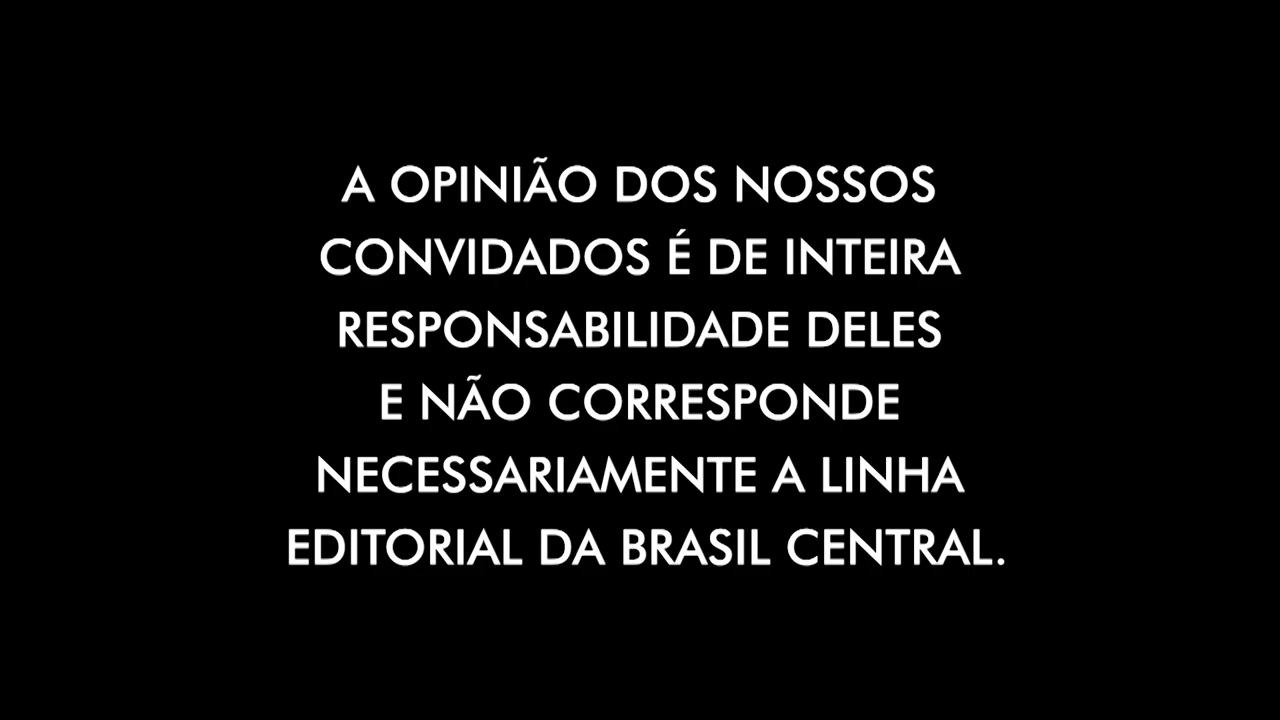 A OPINIÃO DOS NOSSOS
CONVIDADOS É DE INTEIRA
RESPONSABILIDADE DELES
E NÃO CORRESPONDE
NECESSARIAMENTE A LINHA
EDITORIAL DA BRASIL CENTRAL.